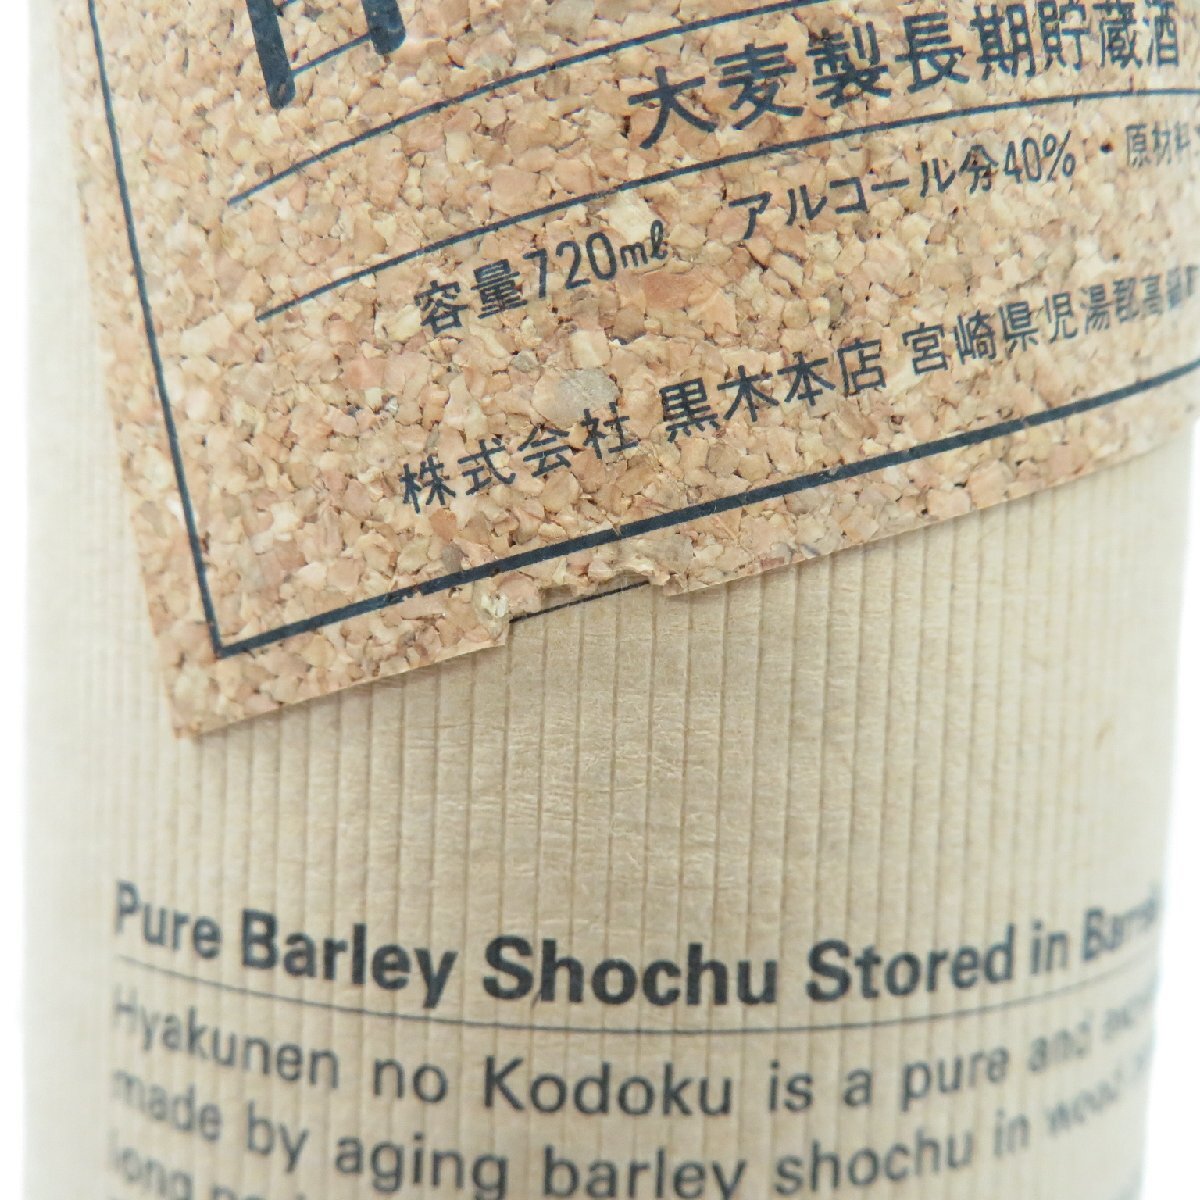 大麦製長期貯蔵酒
容量720ml アルコール分40%・原材料
株式会社 黒木本店 宮崎県児湯郡高鍋町
Pure Barley Shochu Stored in Barrels
Hyakunen no Kodoku is a pure and
made by aging barley shochu in wood
long